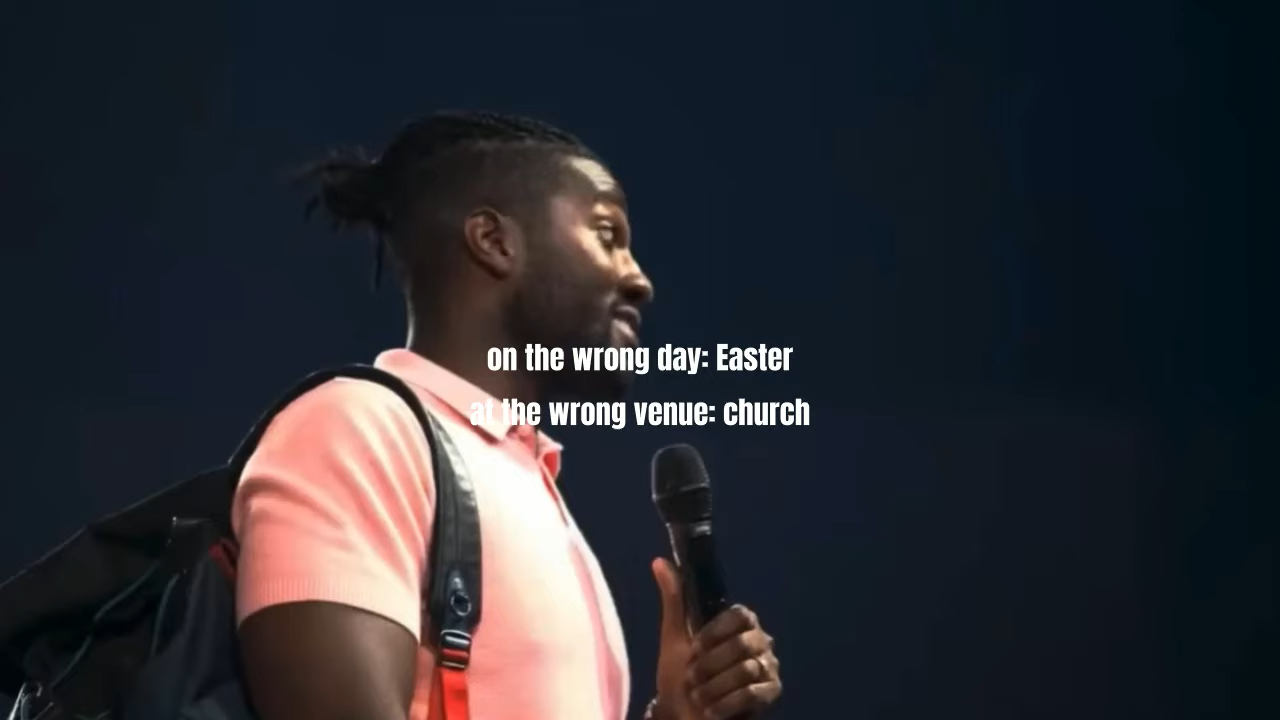 on the wrong day: Easter
at the wrong venue: church